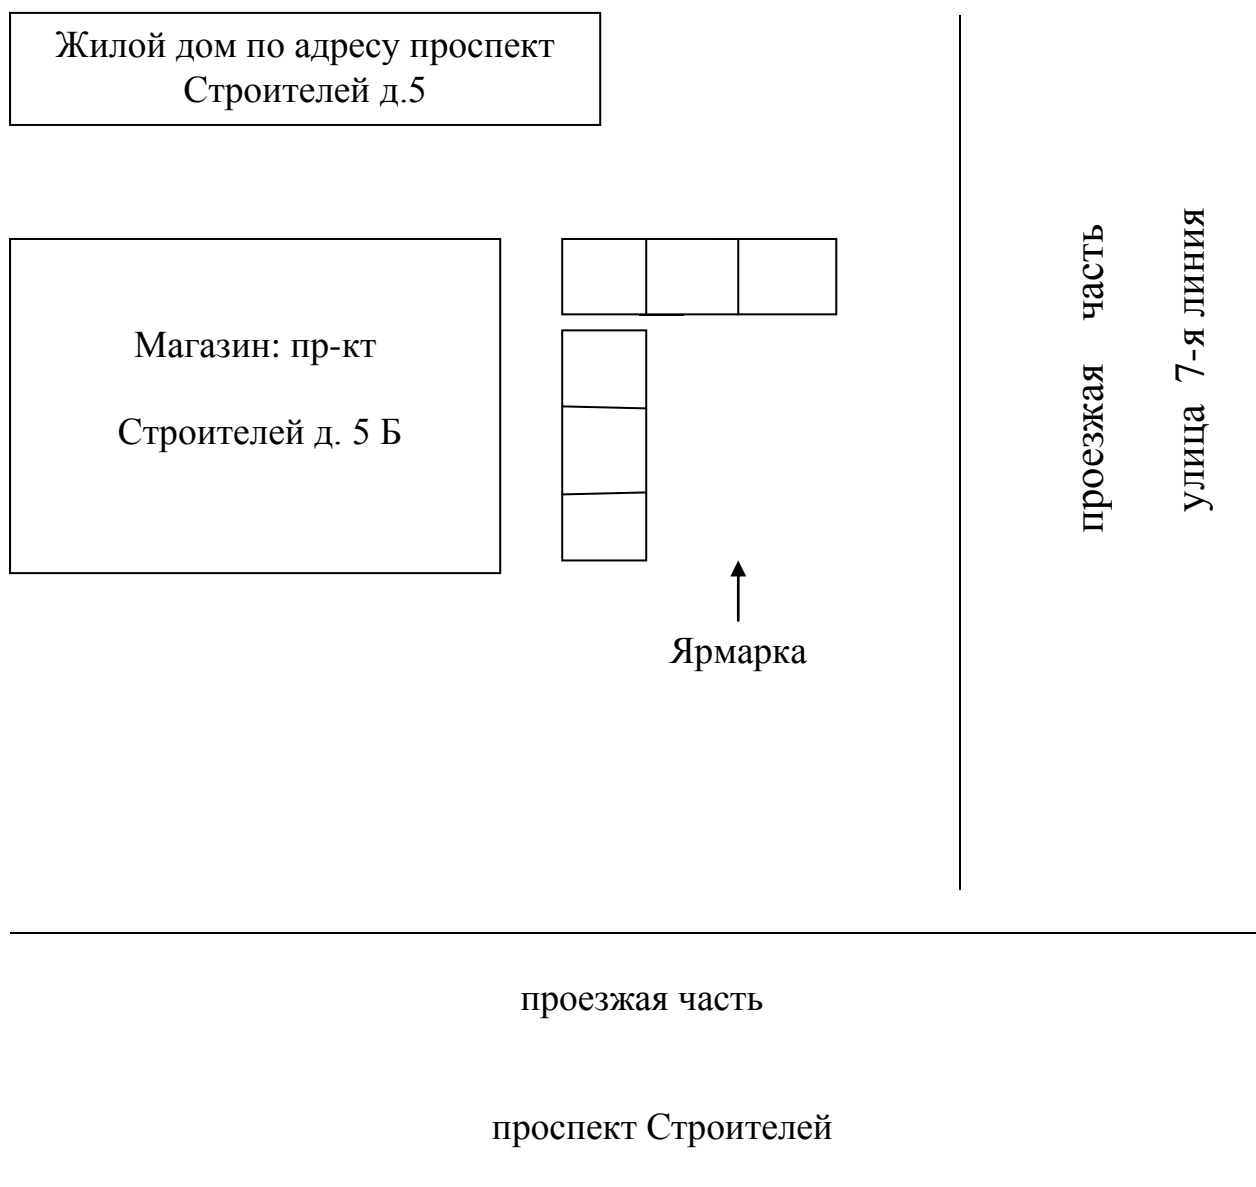 Жилой дом по адресу проспект
Строителей д.5
Магазин: пр-кт
Строителей д. 5 Б
проезжая часть
улица 7-я линия
Ярмарка
проезжая часть
проспект Строителей